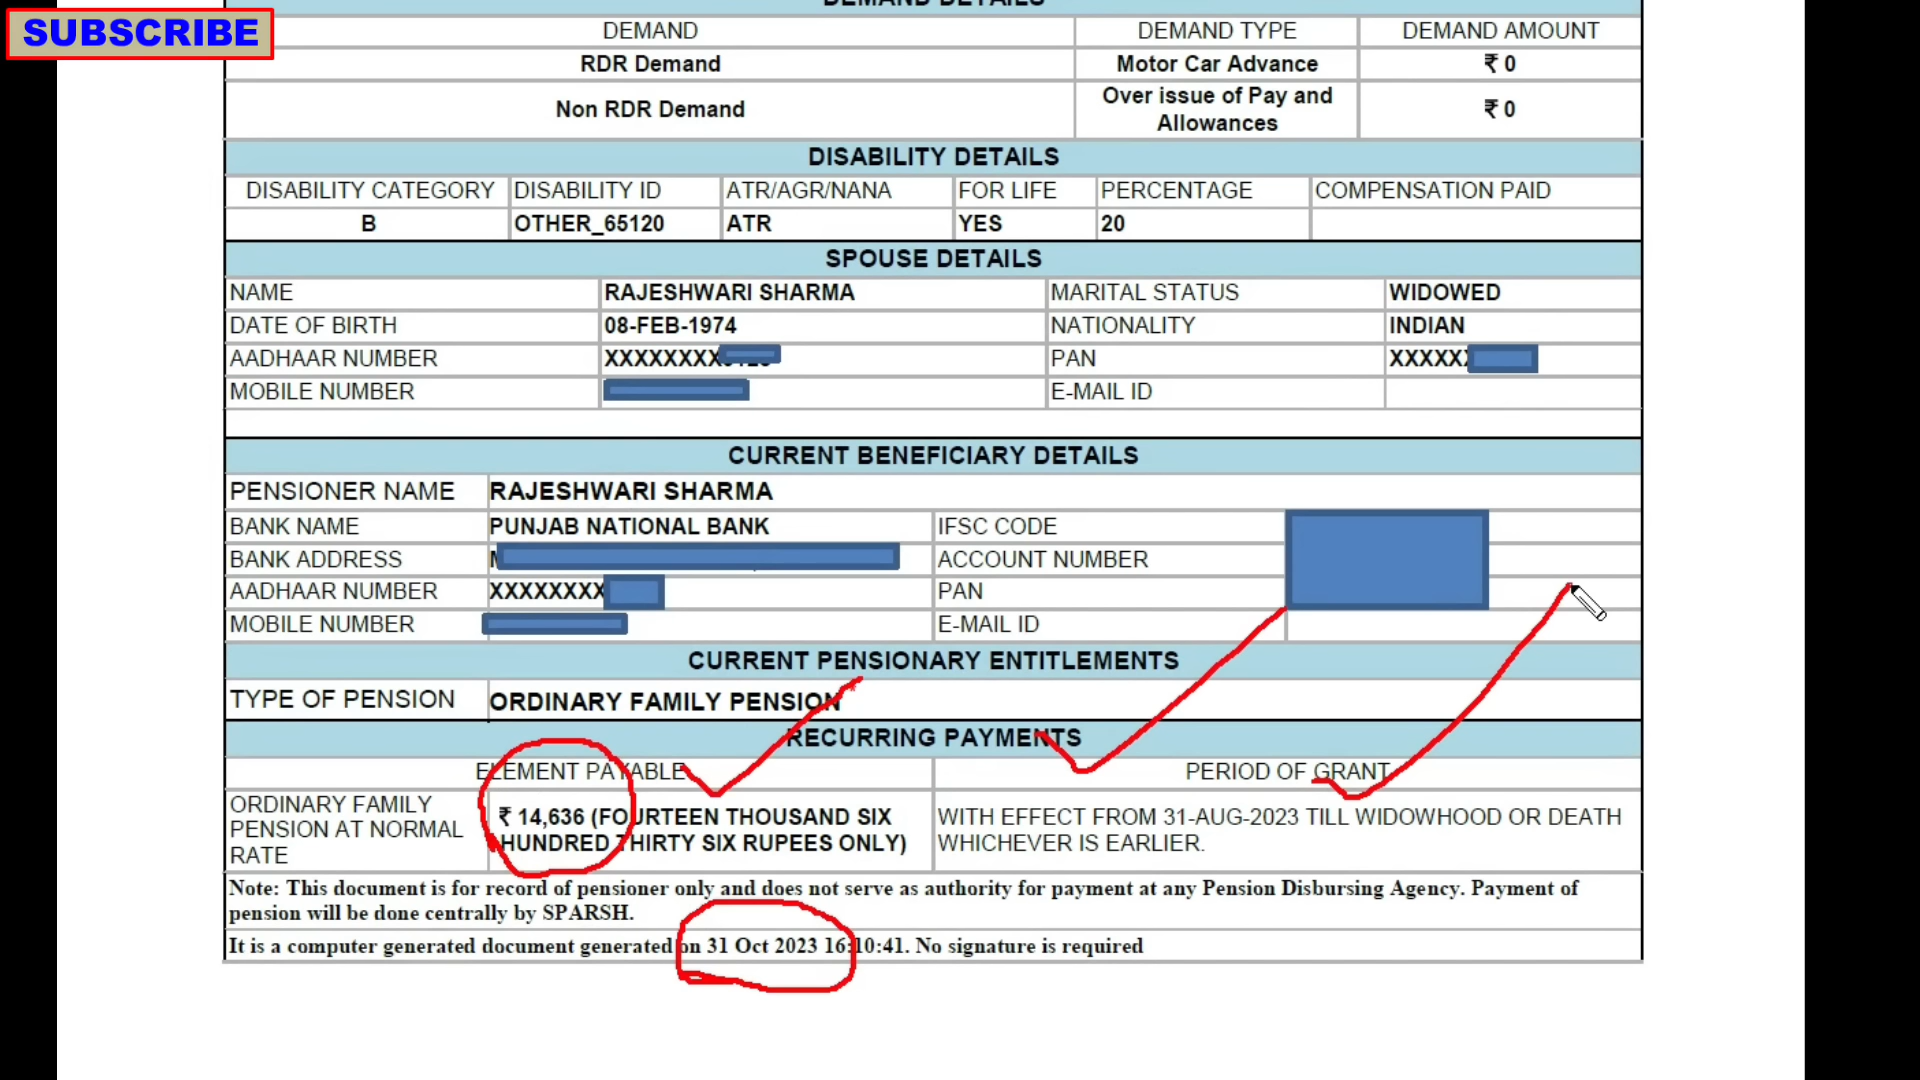 SUBSCRIBE
DEMAND DETAILS
DEMAND DEMAND TYPE DEMAND AMOUNT
RDR Demand Motor Car Advance ₹ 0
Non RDR Demand Over issue of Pay and Allowances ₹ 0
DISABILITY DETAILS
DISABILITY CATEGORY DISABILITY ID ATR/AGR/NANA FOR LIFE PERCENTAGE COMPENSATION PAID
B OTHER_65120 ATR YES 20
SPOUSE DETAILS
NAME RAJESHWARI SHARMA MARITAL STATUS WIDOWED
DATE OF BIRTH 08-FEB-1974 NATIONALITY INDIAN
AADHAAR NUMBER XXXXXXXX PAN XXXXXX
MOBILE NUMBER E-MAIL ID
CURRENT BENEFICIARY DETAILS
PENSIONER NAME RAJESHWARI SHARMA
BANK NAME PUNJAB NATIONAL BANK IFSC CODE
BANK ADDRESS ACCOUNT NUMBER
AADHAAR NUMBER XXXXXXXX PAN
MOBILE NUMBER E-MAIL ID
CURRENT PENSIONARY ENTITLEMENTS
TYPE OF PENSION ORDINARY FAMILY PENSION
RECURRING PAYMENTS
ELEMENT PAYABLE PERIOD OF GRANT
ORDINARY FAMILY
PENSION AT NORMAL
RATE
₹ 14,636 (FOURTEEN THOUSAND SIX
HUNDRED THIRTY SIX RUPEES ONLY)
WITH EFFECT FROM 31-AUG-2023 TILL WIDOWHOOD OR DEATH
WHICHEVER IS EARLIER.
Note: This document is for record of pensioner only and does not serve as authority for payment at any Pension Disbursing Agency. Payment of
pension will be done centrally by SPARSH.
It is a computer generated document generated on 31 Oct 2023 16:10:41. No signature is required